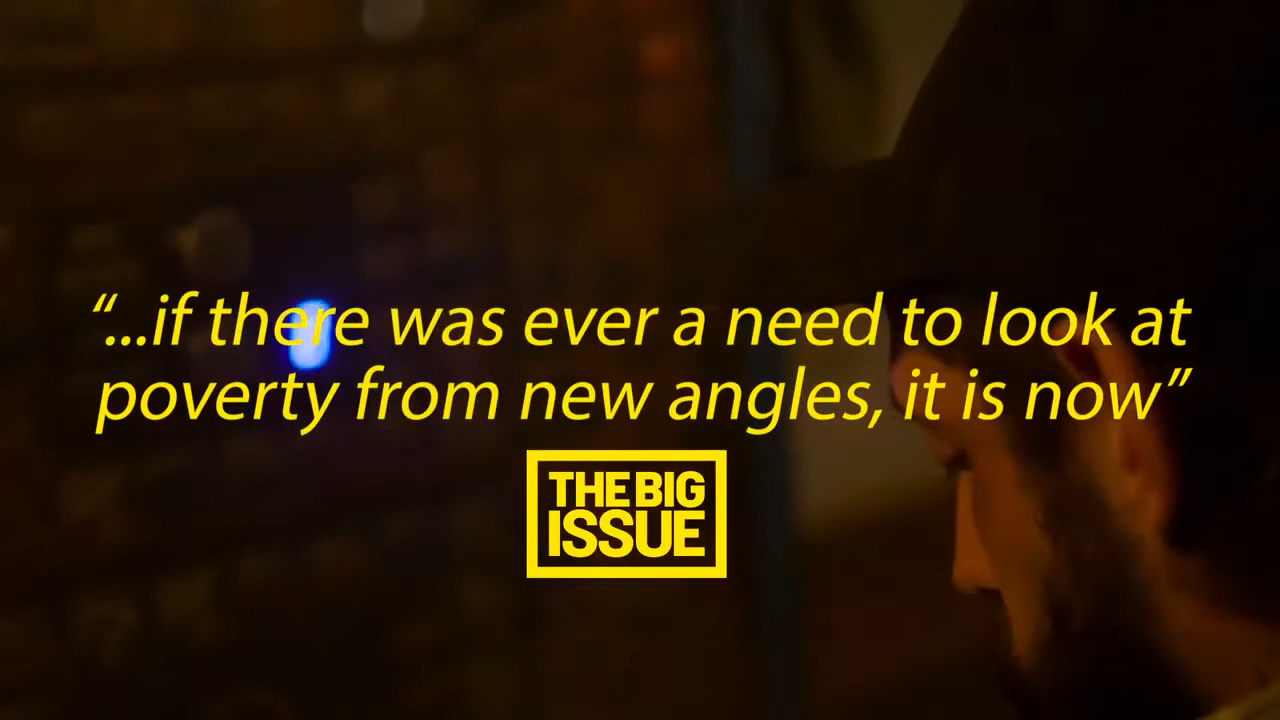 “...if there was ever a need to look at
poverty from new angles, it is now”
THE BIG
ISSUE